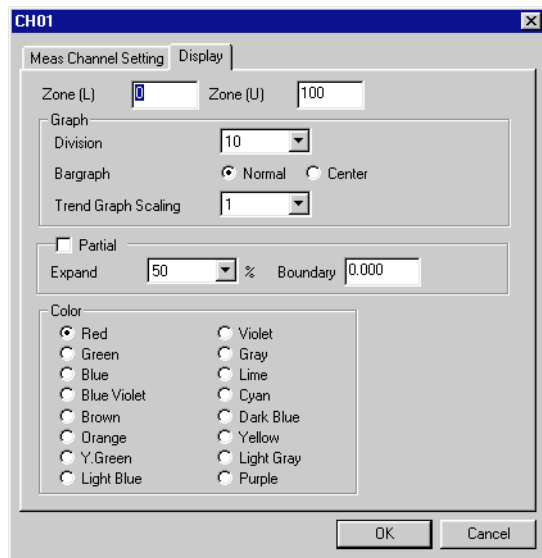 CH01
Meas Channel Setting Display
Zone (L) 0 Zone (U) 100
Graph
Division 10
Bargraph Normal Center
Trend Graph Scaling 1
Partial
Expand 50 % Boundary 0.000
Color
Red Violet
Green Gray
Blue Lime
Blue Violet Cyan
Brown Dark Blue
Orange Yellow
Y.Green Light Gray
Light Blue Purple
OK Cancel